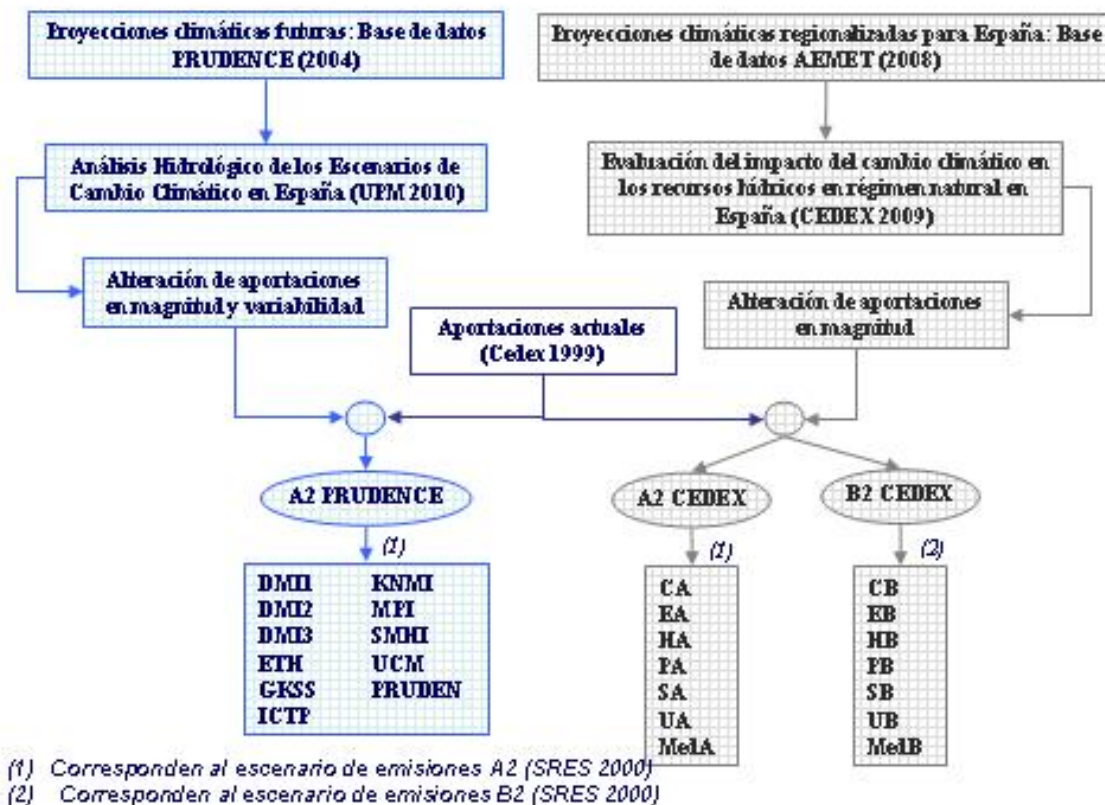 Proyecciones climáticas futuras: Base de datos
PRUDENCE (2004)
Proyecciones climáticas regionalizadas para España: Base
de datos AEMET (2008)
Análisis Hidrológico de los Escenarios de
Cambio Climático en España (UPM 2010)
Evaluación del impacto del cambio climático en
los recursos hídricos en régimen natural en
España (CEDEX 2009)
Alteración de aportaciones
en magnitud y variabilidad
Aportaciones actuales
(Cedex 1999)
Alteración de aportaciones
en magnitud
A2 PRUDENCE
A2 CEDEX
B2 CEDEX
(1)
(1)
(2)
DMI1
DMI2
DMI3
ETH
GKSS
ICTP
KNMI
MPI
SMHI
UCM
PRUDEN
CA
EA
HA
PA
SA
UA
MedA
CB
EB
HB
PB
SB
UB
MedB
(1) Corresponden al escenario de emisiones A2 (SRES 2000)
(2) Corresponden al escenario de emisiones B2 (SRES 2000)